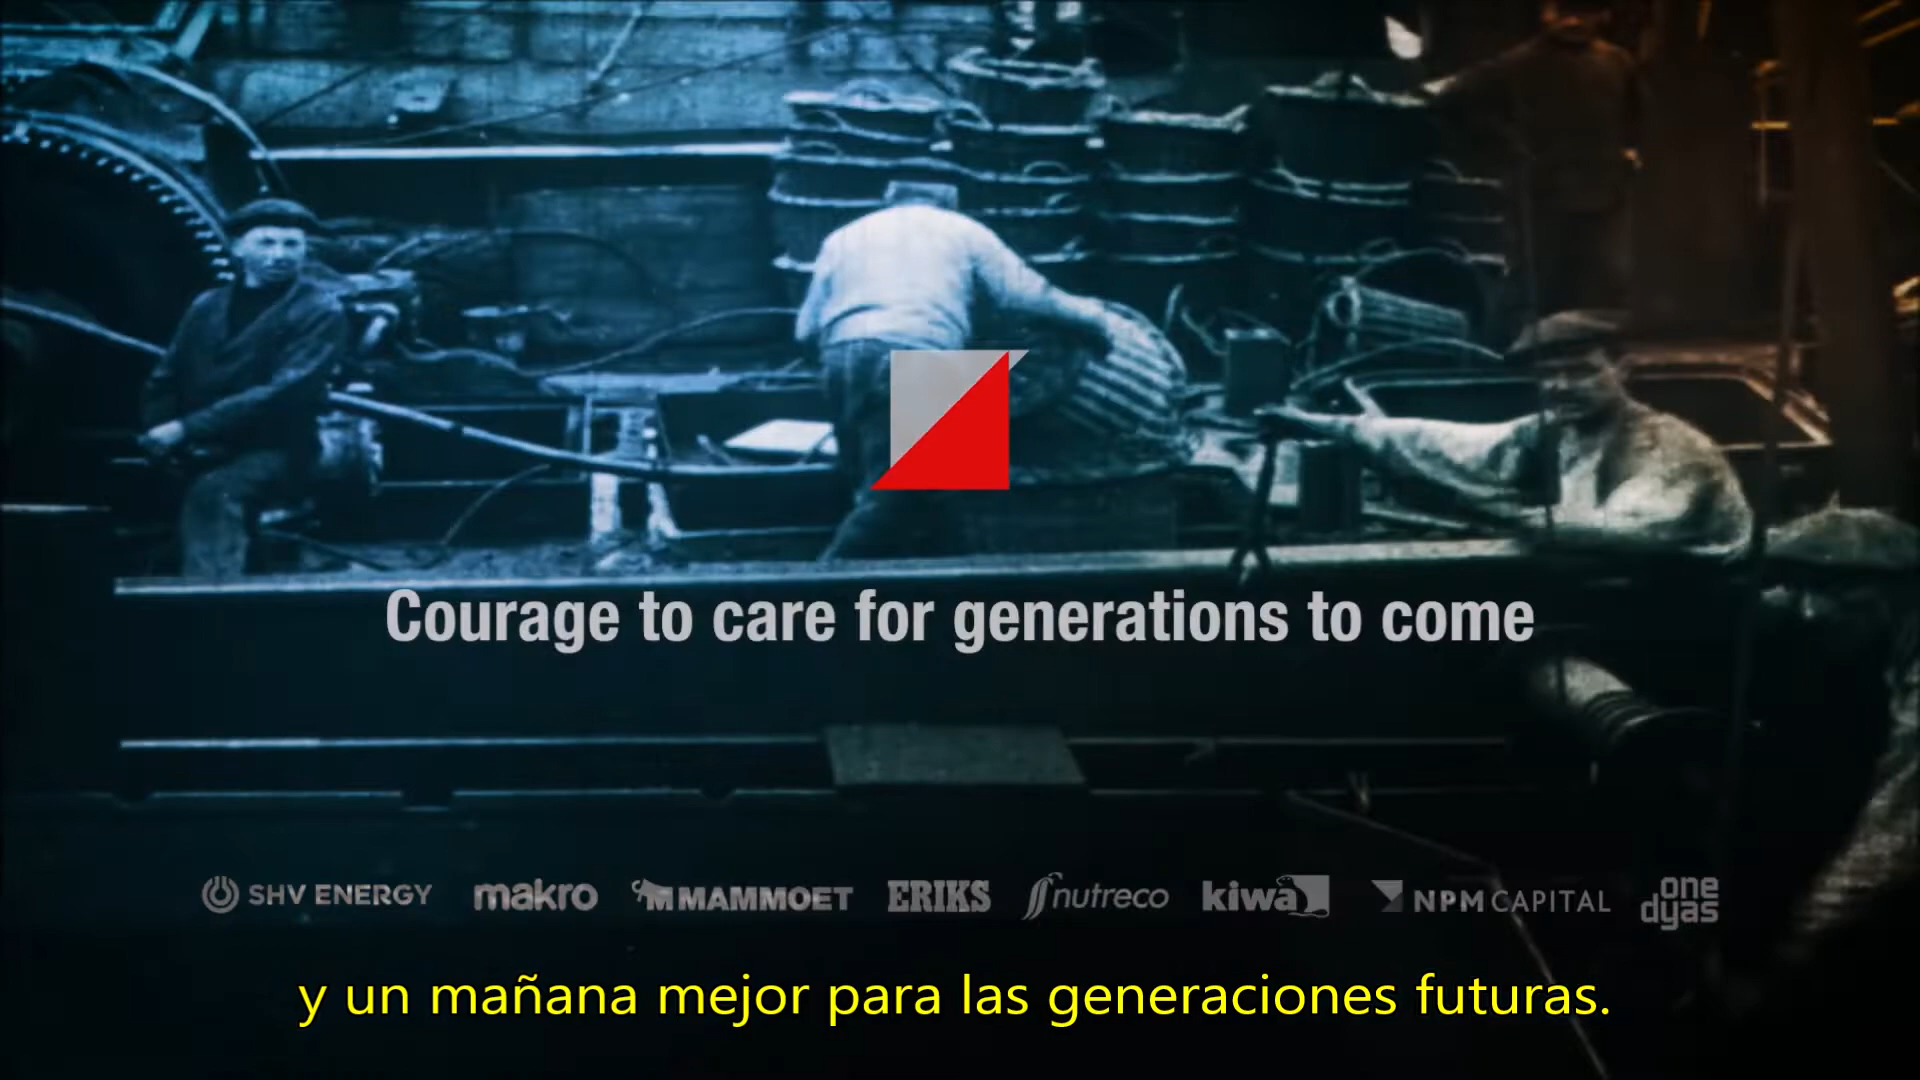 Courage to care for generations to come
SHV ENERGY makro MAMMOET ERIKS nutreco kiwa NPM CAPITAL one dyas
y un mañana mejor para las generaciones futuras.